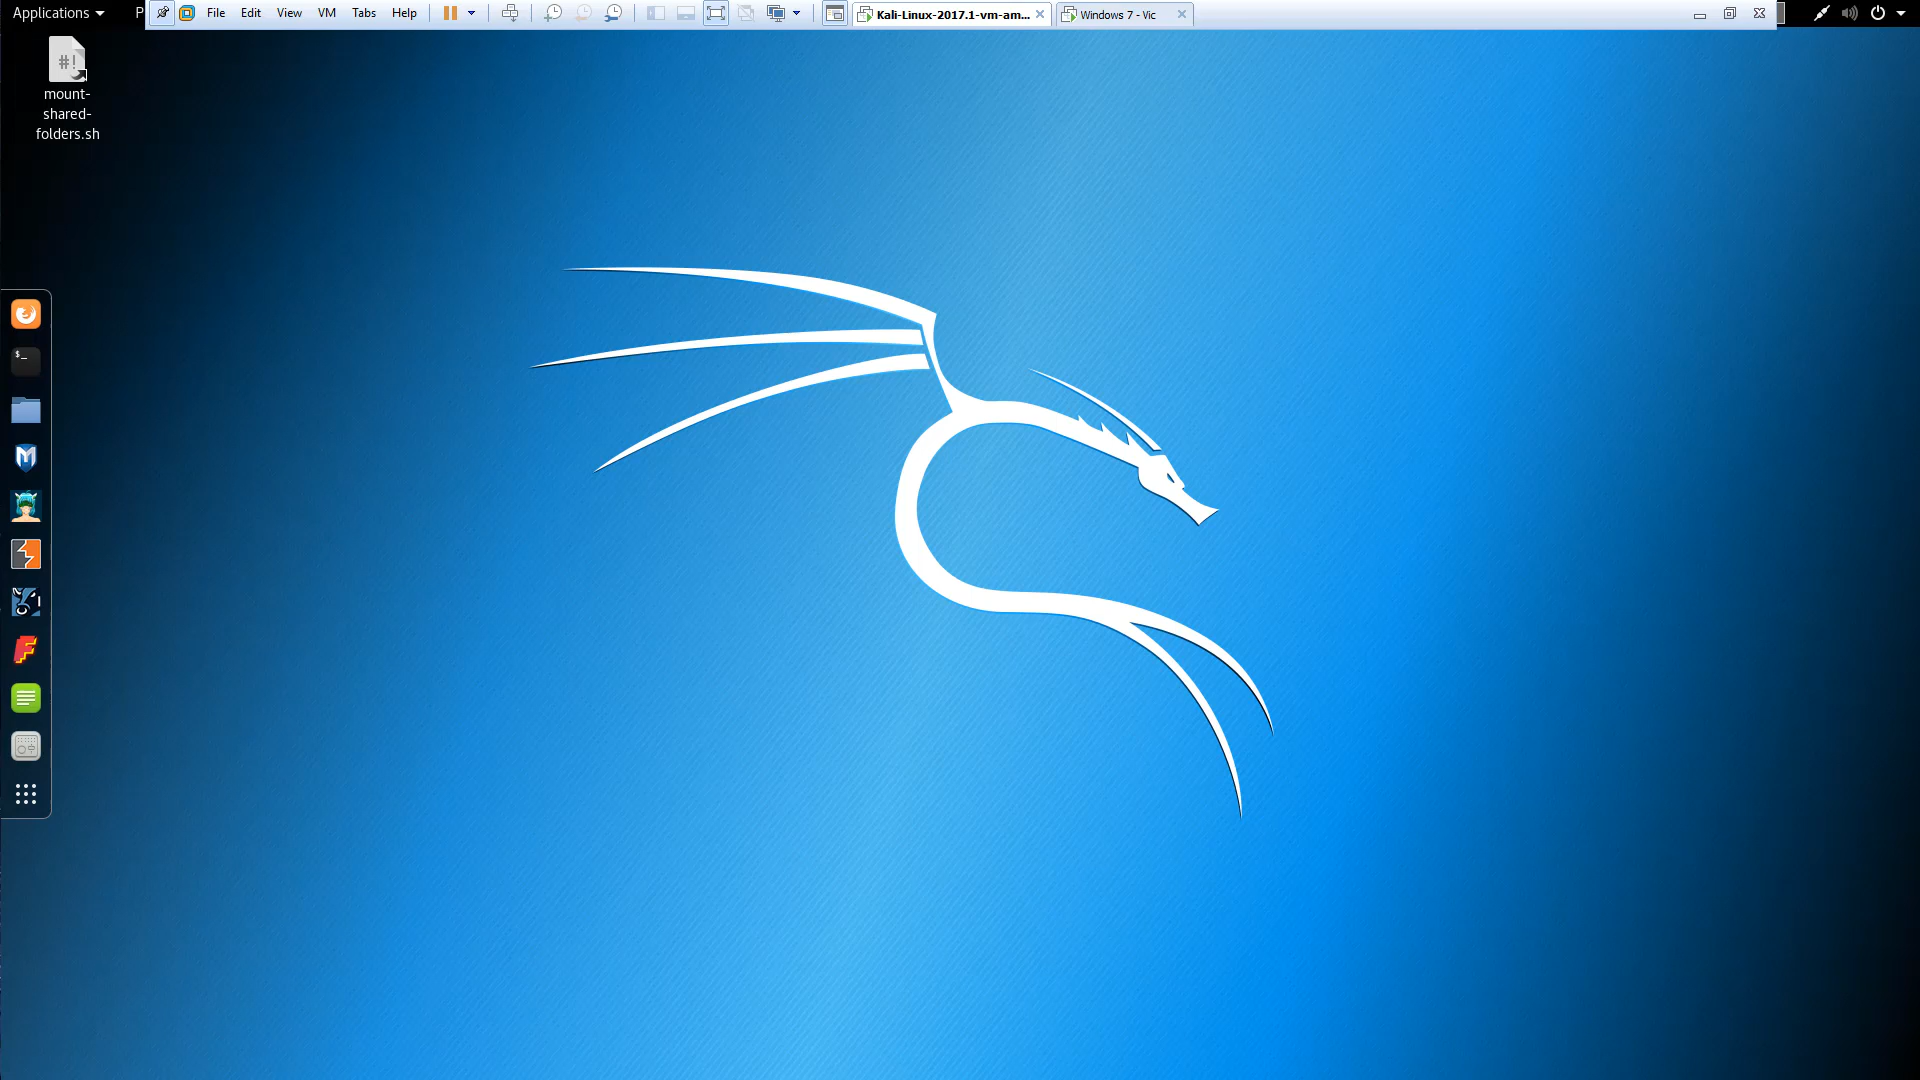 Applications
P
File Edit View VM Tabs Help
Kali-Linux-2017.1-vm-am...
Windows 7 - Vic
#!
mount-
shared-
folders.sh
$_